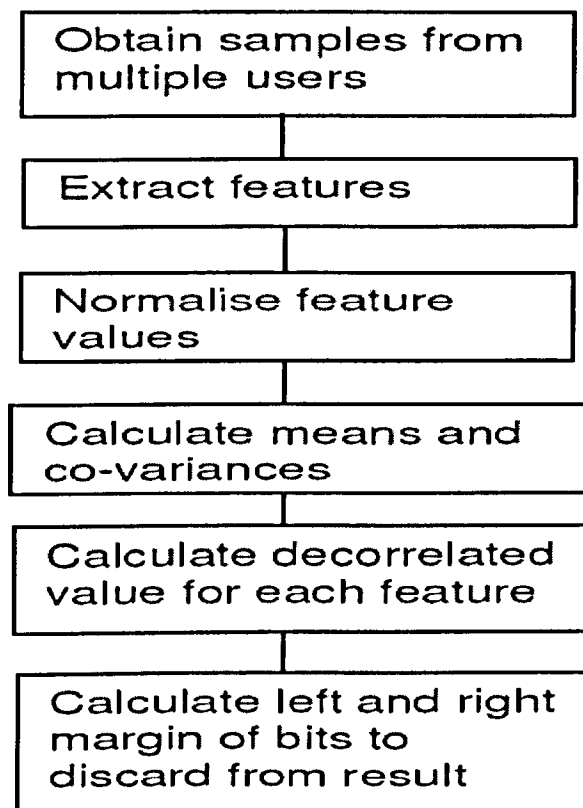 Obtain samples from
multiple users
Extract features
Normalise feature
values
Calculate means and
co-variances
Calculate decorrelated
value for each feature
Calculate left and right
margin of bits to
discard from result